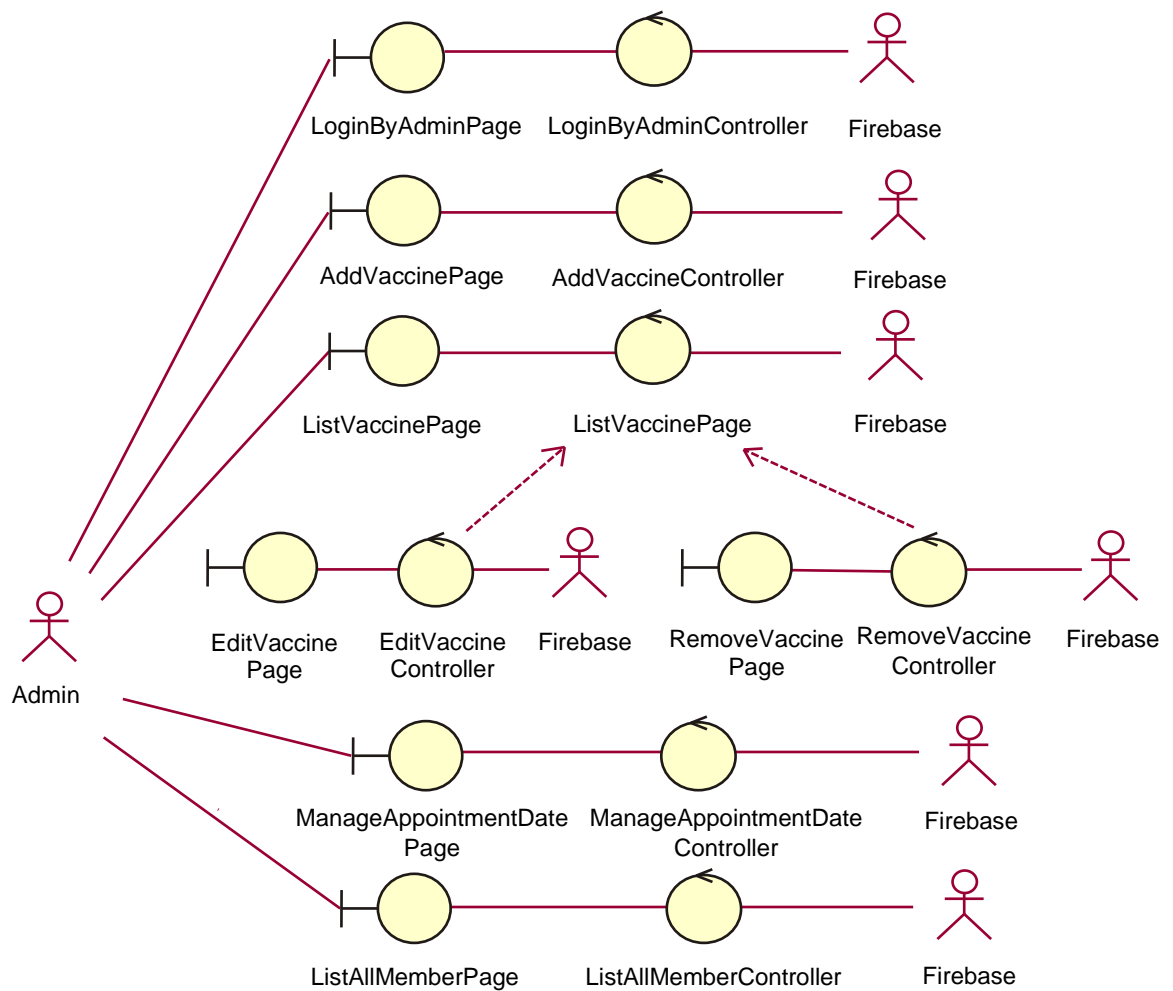 LoginByAdminPage
LoginByAdminController
Firebase
AddVaccinePage
AddVaccineController
Firebase
ListVaccinePage
ListVaccinePage
Firebase
EditVaccine
Page
EditVaccine
Controller
Firebase
RemoveVaccine
Page
RemoveVaccine
Controller
Firebase
Admin
ManageAppointmentDate
Page
ManageAppointmentDate
Controller
Firebase
ListAllMemberPage
ListAllMemberController
Firebase